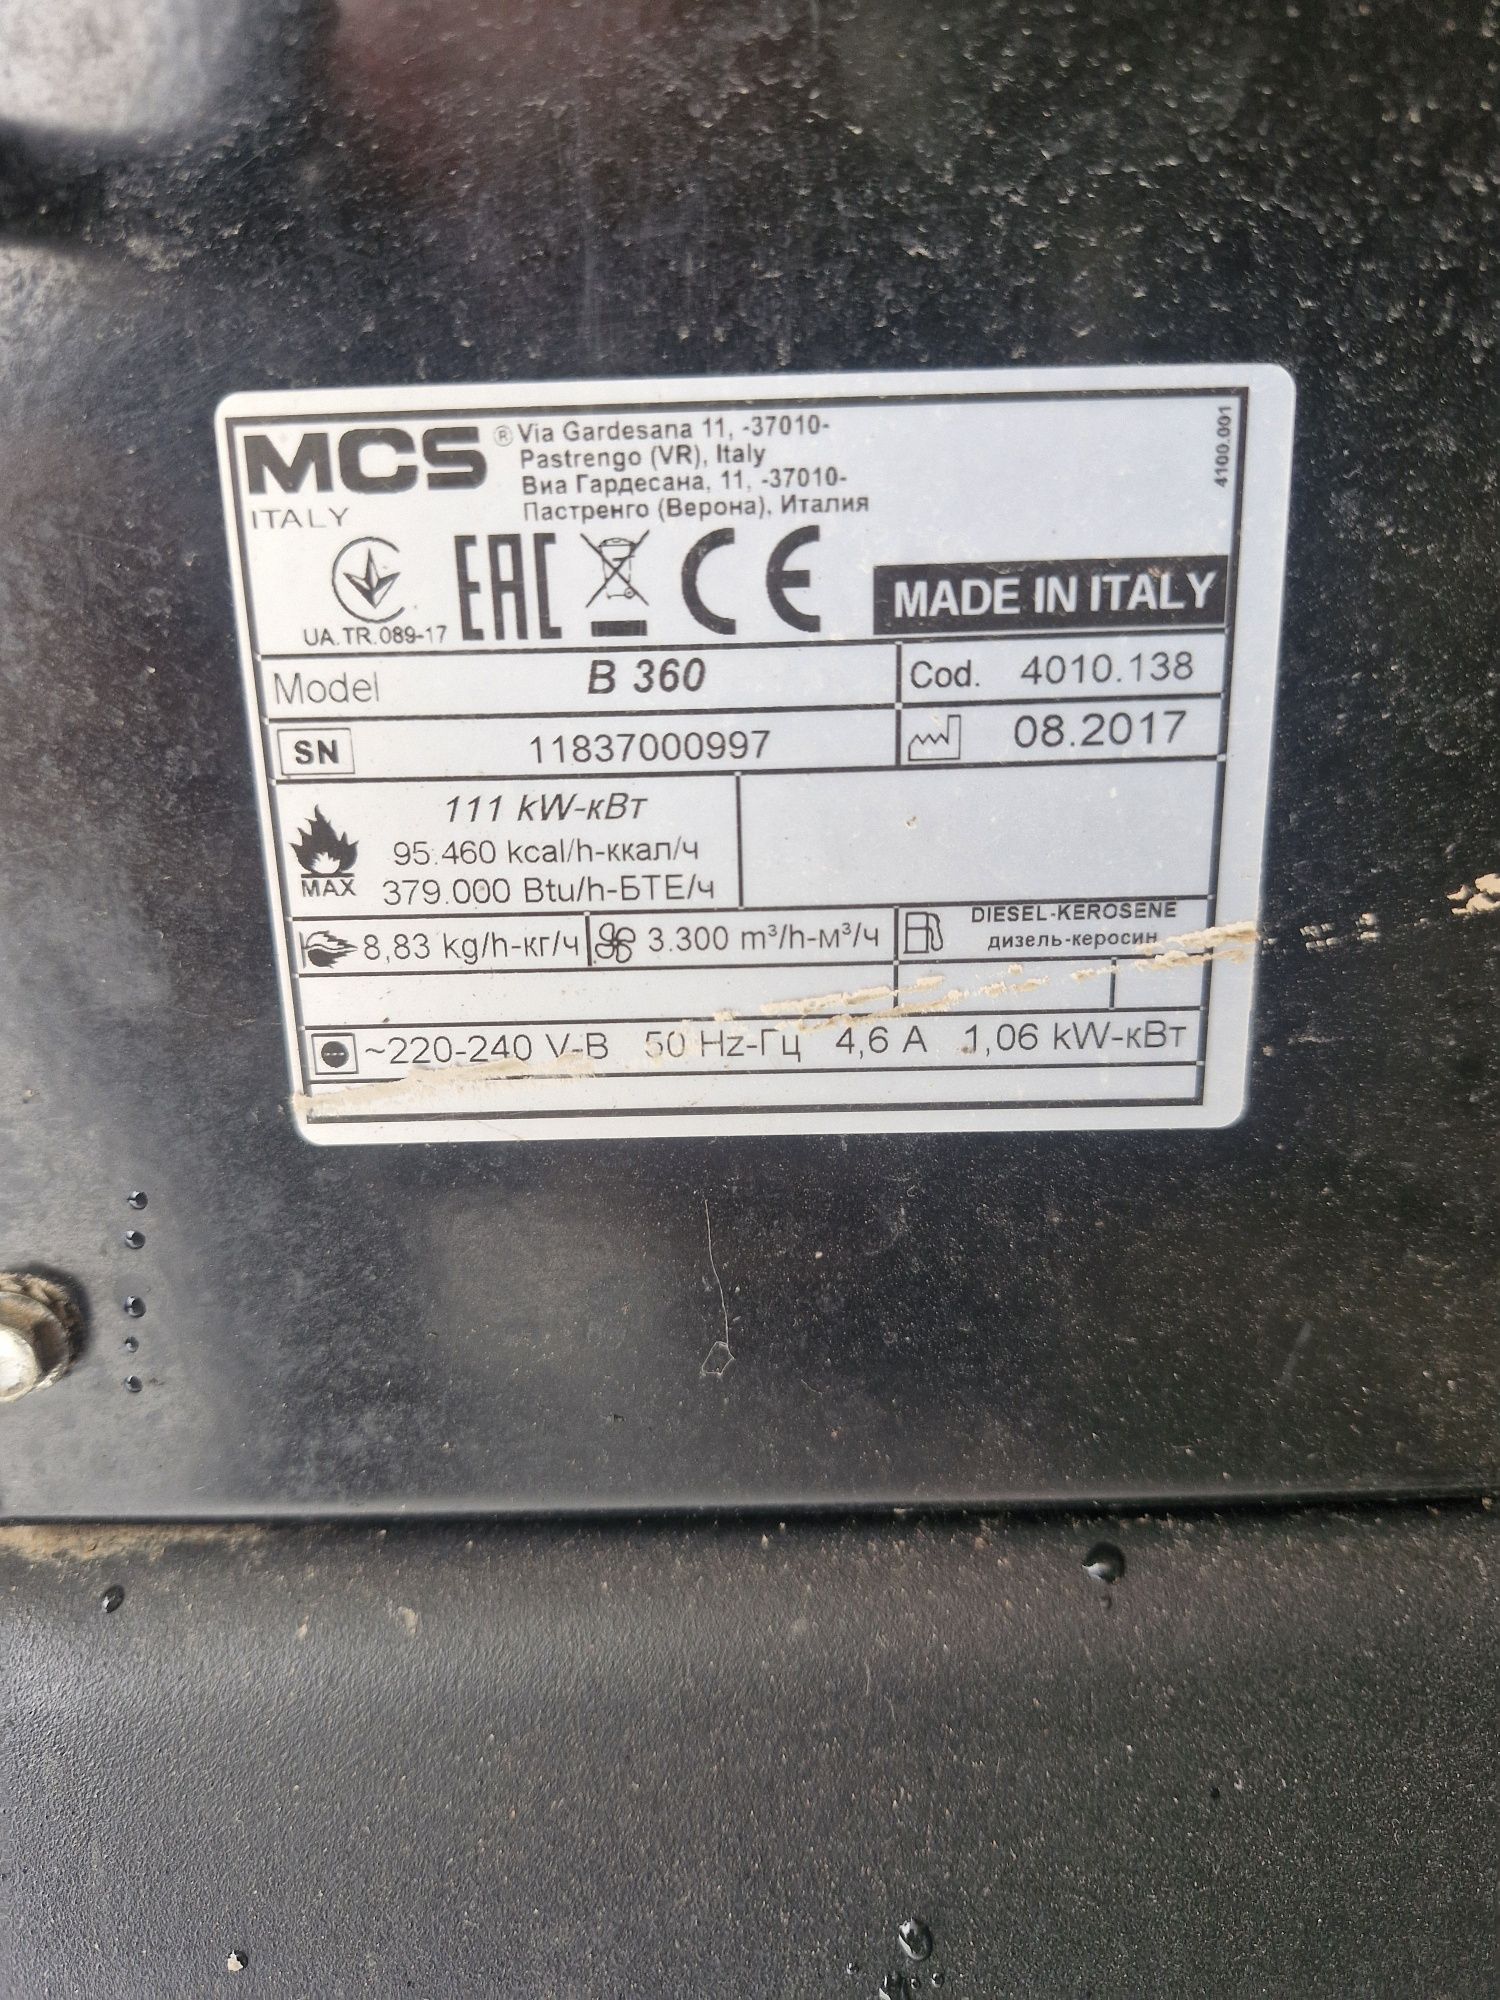 MCS ® Via Gardesana 11, -37010-
Pastrengo (VR), Italy
Виа Гардесана, 11, -37010-
ITALY Пастренго (Верона), Италия
4100.001
UA.TR.089-17 EAC CE MADE IN ITALY
Model B 360 Cod. 4010.138
SN 11837000997 08.2017
111 kW-кВт
95.460 kcal/h-ккал/ч
MAX 379.000 Btu/h-БТЕ/ч
8,83 kg/h-кг/ч 3.300 m³/h-м³/ч DIESEL-KEROSENE
дизель-керосин
~220-240 V-В 50 Hz-Гц 4,6 A 1,06 kW-кВт